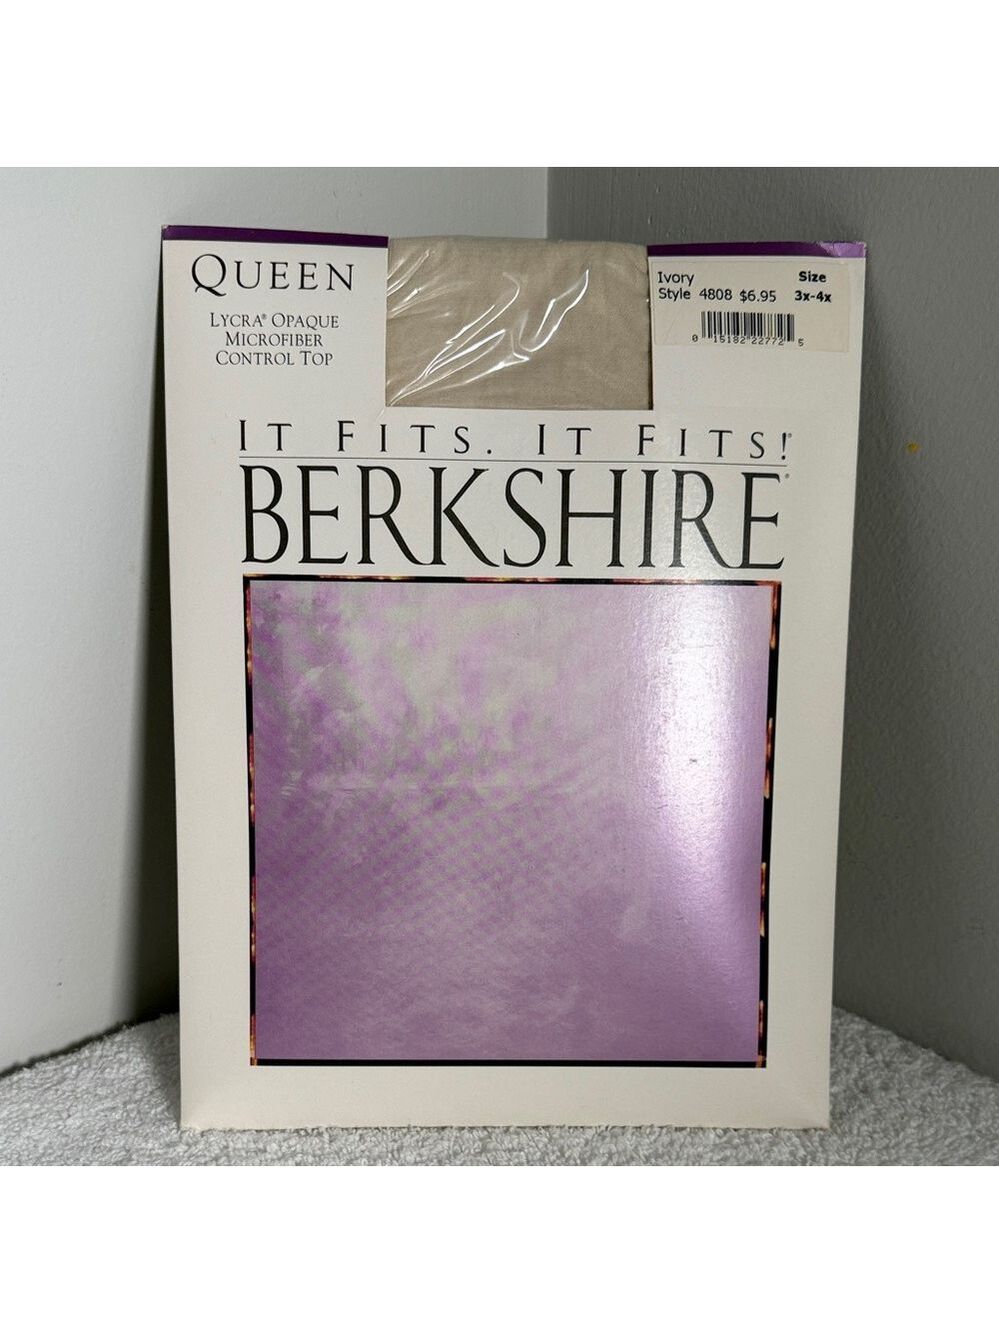 QUEEN
LYCRA® OPAQUE
MICROFIBER
CONTROL TOP
Ivory Size
Style 4808 $6.95 3x-4x
0 15182 22772 5
IT FITS. IT FITS!®
BERKSHIRE®